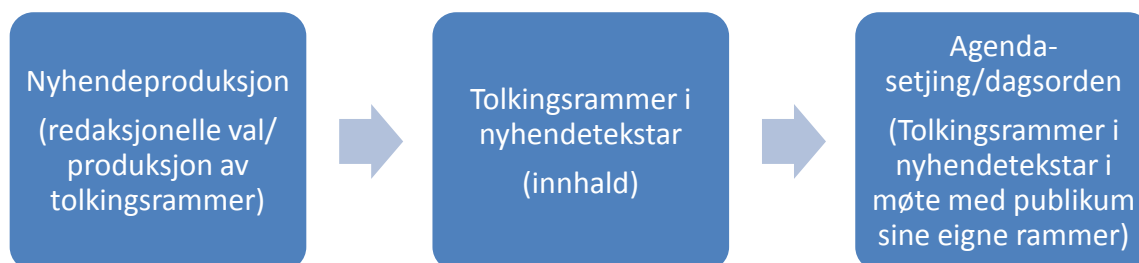 Nyhendeproduksjon
(redaksjonelle val/
produksjon av
tolkingsrammer)
Tolkingsrammer i
nyhendetekstar
(innhald)
Agenda-
setjing/dagsorden
(Tolkingsrammer i
nyhendetekstar i
møte med publikum
sine eigne rammer)